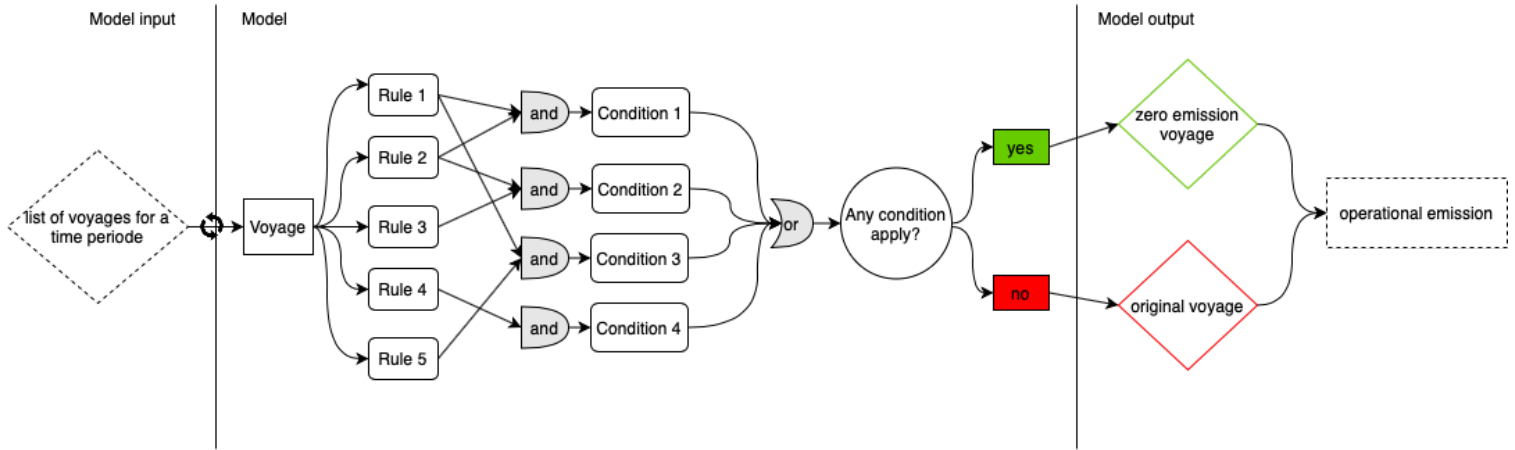 Model input
Model
Model output
list of voyages for a
time periode
Voyage
Rule 1
Rule 2
Rule 3
Rule 4
Rule 5
and
and
and
and
Condition 1
Condition 2
Condition 3
Condition 4
or
Any condition
apply?
yes
no
zero emission
voyage
original voyage
operational emission